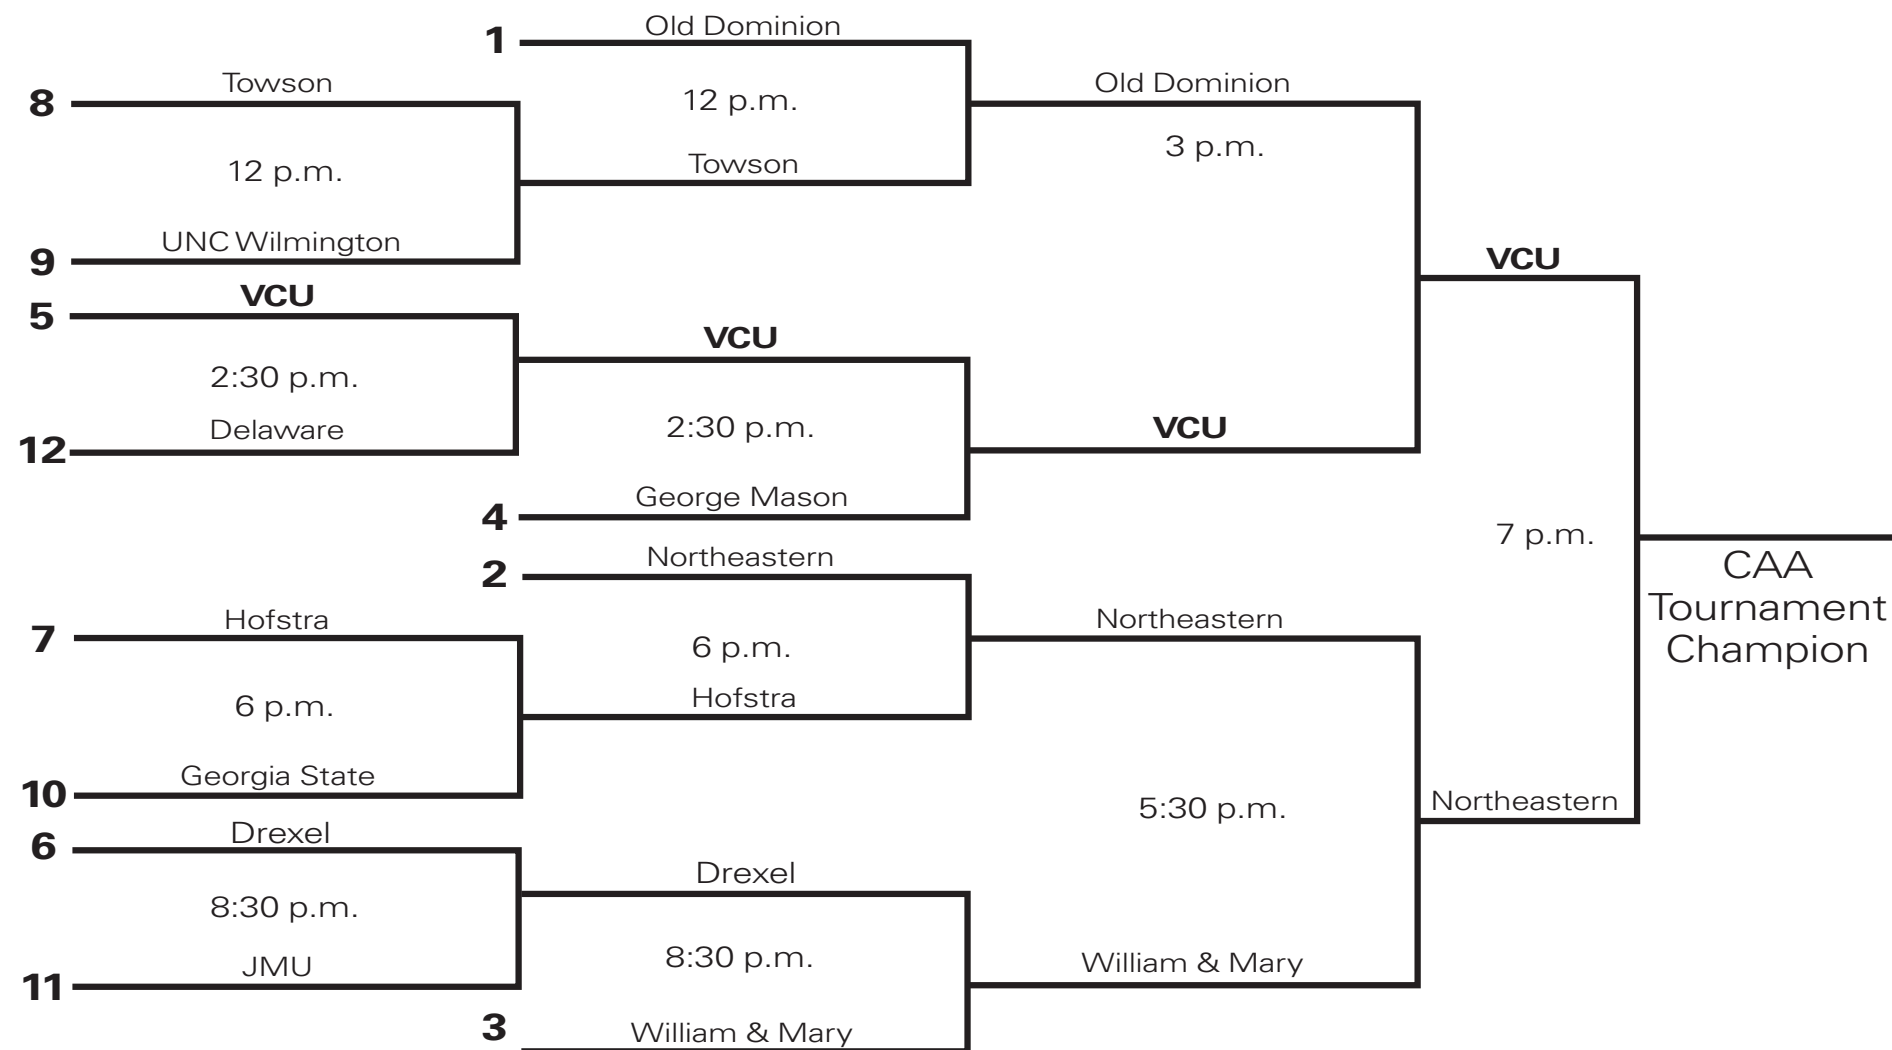 1
Old Dominion
8
Towson
12 p.m.
Old Dominion
12 p.m.
Towson
3 p.m.
9
UNC Wilmington
5
VCU
VCU
VCU
2:30 p.m.
12
Delaware
2:30 p.m.
VCU
4
George Mason
7 p.m.
2
Northeastern
CAA
Tournament
Champion
7
Hofstra
6 p.m.
Northeastern
6 p.m.
Hofstra
10
Georgia State
5:30 p.m.
Northeastern
6
Drexel
Drexel
8:30 p.m.
11
JMU
8:30 p.m.
William & Mary
3
William & Mary